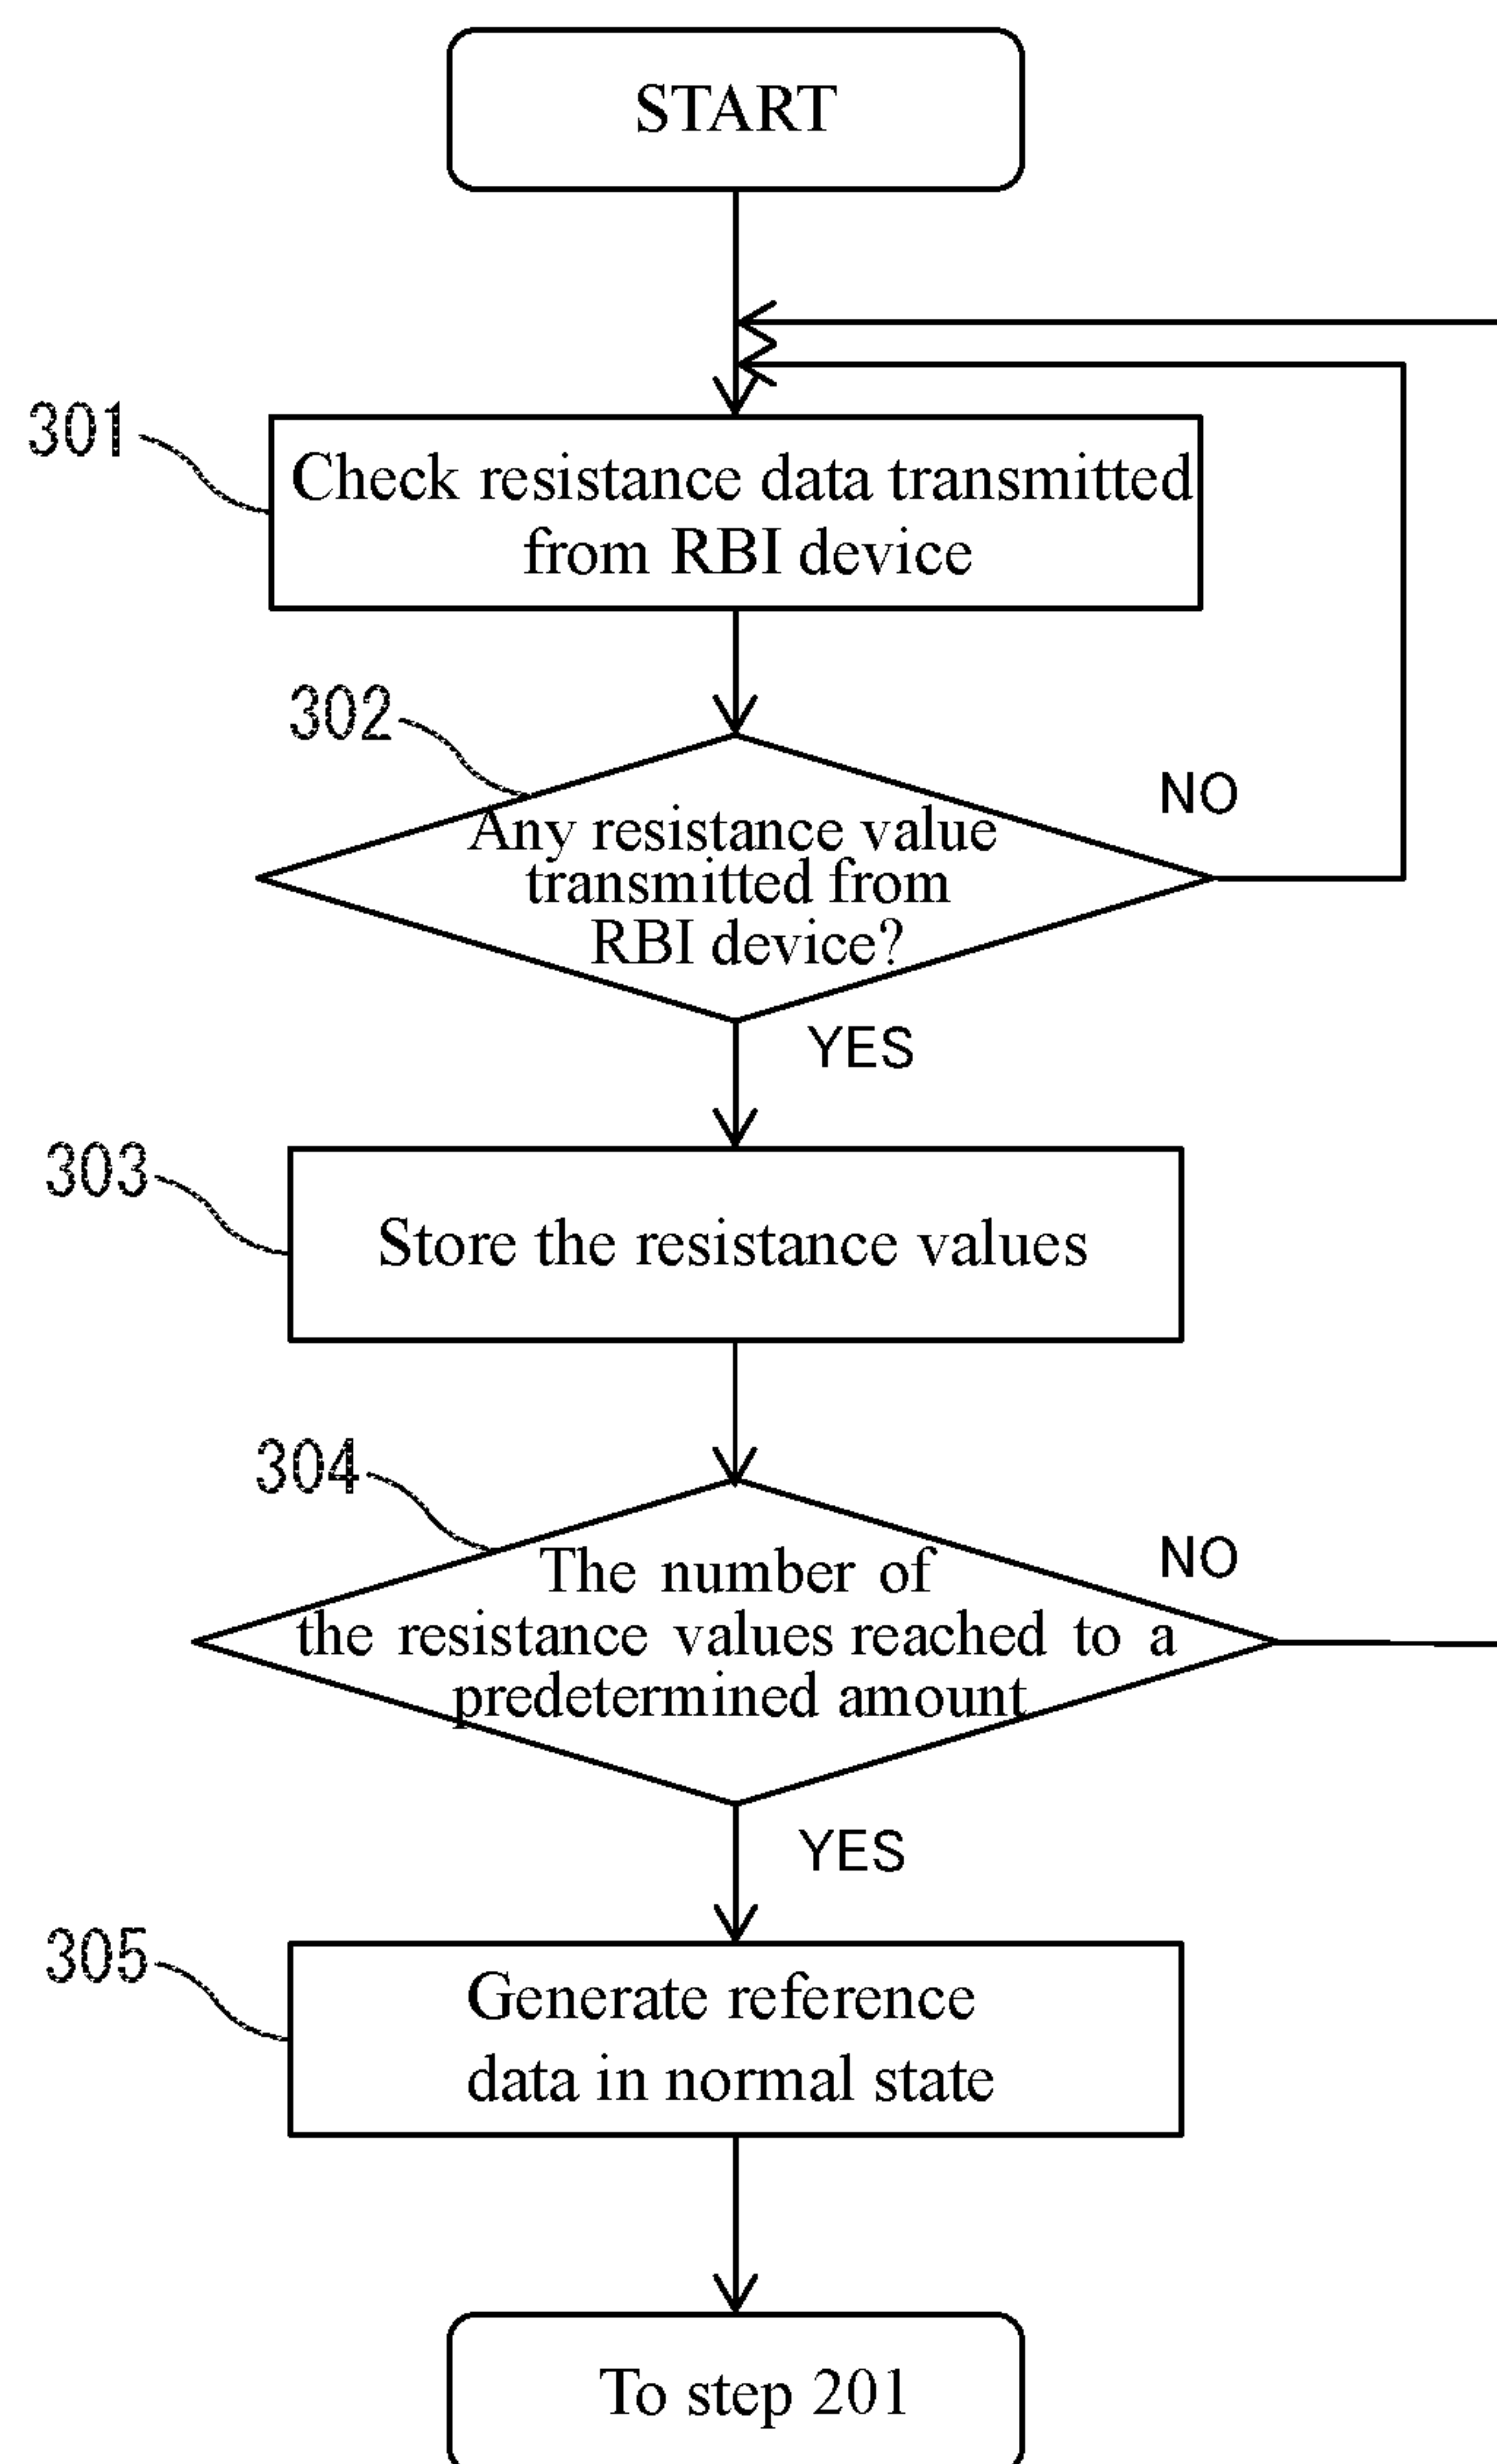 START
301
Check resistance data transmitted
from RBI device
302
Any resistance value
transmitted from
RBI device?
NO
YES
303
Store the resistance values
304
The number of
the resistance values reached to a
predetermined amount
NO
YES
305
Generate reference
data in normal state
To step 201